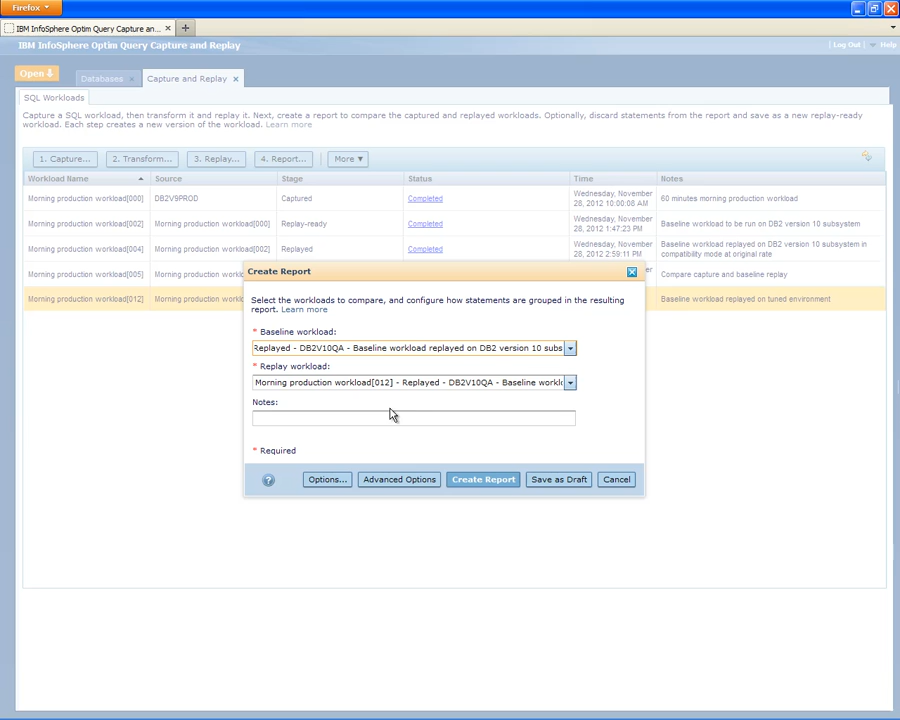 Firefox
IBM InfoSphere Optim Query Capture an...
IBM InfoSphere Optim Query Capture and Replay
Log Out
Help
Open
Databases
Capture and Replay
SQL Workloads
Capture a SQL workload, then transform it and replay it. Next, create a report to compare the captured and replayed workloads. Optionally, discard statements from the report and save as a new replay-ready
workload. Each step creates a new version of the workload. Learn more
1. Capture... 2. Transform... 3. Replay... 4. Report... More
Workload Name Source Stage Status Time Notes
Morning production workload[000] DB2V9PROD Captured Completed Wednesday, November 28, 2012 10:00:08 AM 60 minutes morning production workload
Morning production workload[002] Morning production workload[000] Replay-ready Completed Wednesday, November 28, 2012 1:47:23 PM Baseline workload to be run on DB2 version 10 subsystem
Morning production workload[004] Morning production workload[002] Replayed Completed Wednesday, November 28, 2012 2:59:11 PM Baseline workload replayed on DB2 version 10 subsystem in compatibility mode at original rate
Morning production workload[005] Morning production Compare capture and baseline replay
Morning production workload[012] Morning production Baseline workload replayed on tuned environment
Create Report
Select the workloads to compare, and configure how statements are grouped in the resulting
report. Learn more
* Baseline workload:
Replayed - DB2V10QA - Baseline workload replayed on DB2 version 10 subs
* Replay workload:
Morning production workload[012] - Replayed - DB2V10QA - Baseline workl
Notes:
* Required
? Options... Advanced Options Create Report Save as Draft Cancel